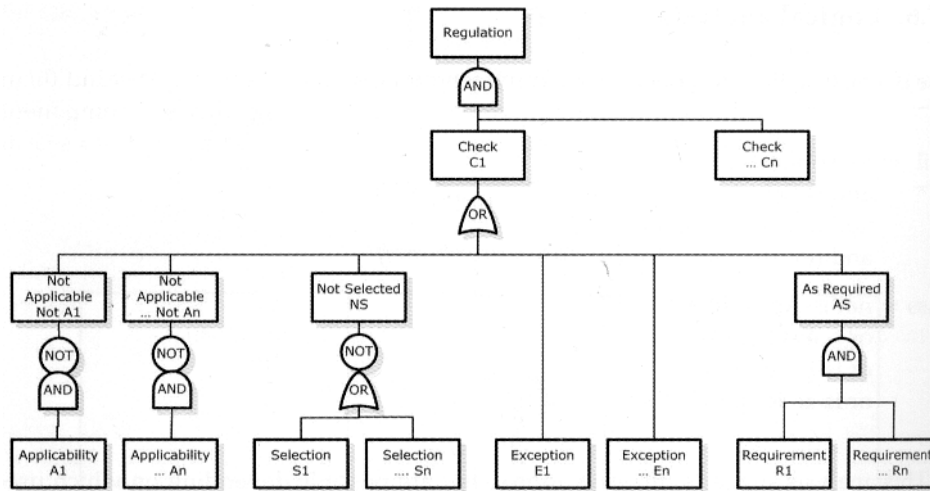 Regulation
AND
Check
C1
Check
... Cn
OR
Not
Applicable
Not A1
Not
Applicable
... Not An
Not Selected
NS
As Required
AS
NOT
NOT
NOT
AND
AND
OR
AND
Applicability
A1
Applicability
... An
Selection
S1
Selection
.... Sn
Exception
E1
Exception
... En
Requirement
R1
Requirement
... Rn